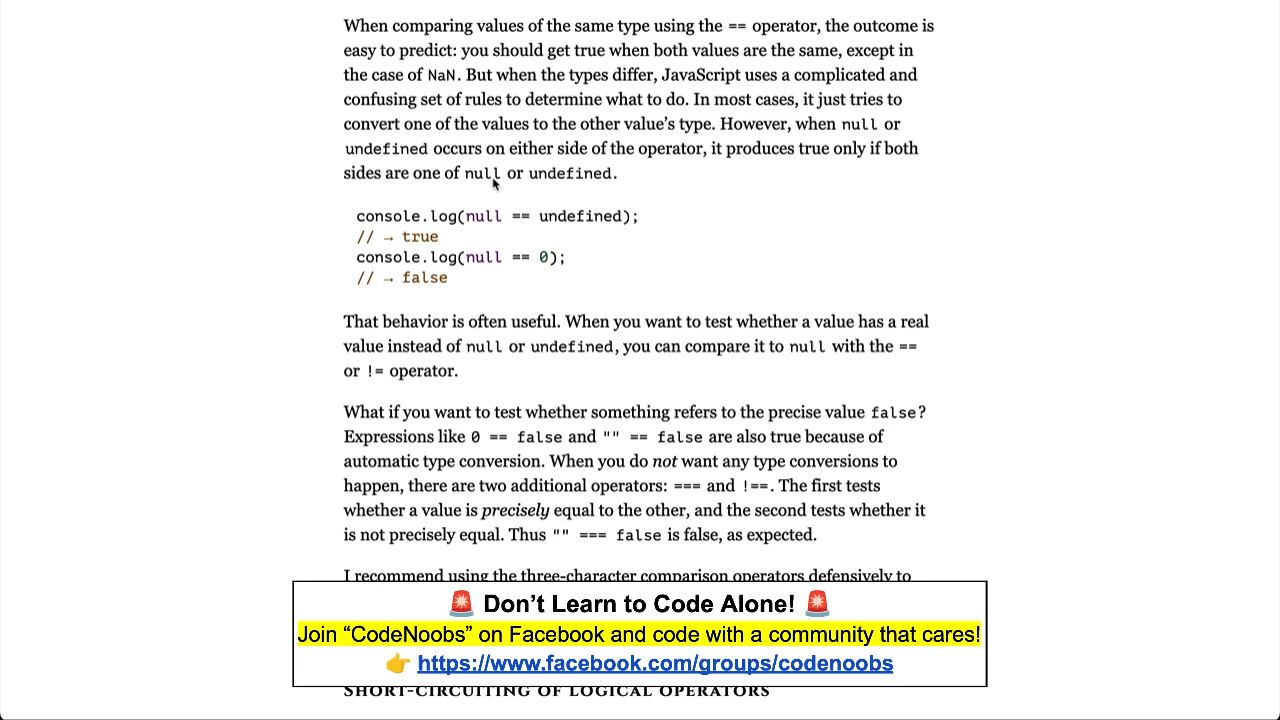 When comparing values of the same type using the == operator, the outcome is
easy to predict: you should get true when both values are the same, except in
the case of NaN. But when the types differ, JavaScript uses a complicated and
confusing set of rules to determine what to do. In most cases, it just tries to
convert one of the values to the other value’s type. However, when null or
undefined occurs on either side of the operator, it produces true only if both
sides are one of null or undefined.
console.log(null == undefined);
// → true
console.log(null == 0);
// → false
That behavior is often useful. When you want to test whether a value has a real
value instead of null or undefined, you can compare it to null with the ==
or != operator.
What if you want to test whether something refers to the precise value false?
Expressions like 0 == false and "" == false are also true because of
automatic type conversion. When you do not want any type conversions to
happen, there are two additional operators: === and !==. The first tests
whether a value is precisely equal to the other, and the second tests whether it
is not precisely equal. Thus "" === false is false, as expected.
I recommend using the three-character comparison operators defensively to
🚨 Don’t Learn to Code Alone! 🚨
Join “CodeNoobs” on Facebook and code with a community that cares!
👉 https://www.facebook.com/groups/codenoobs
SHORT-CIRCUITING OF LOGICAL OPERATORS